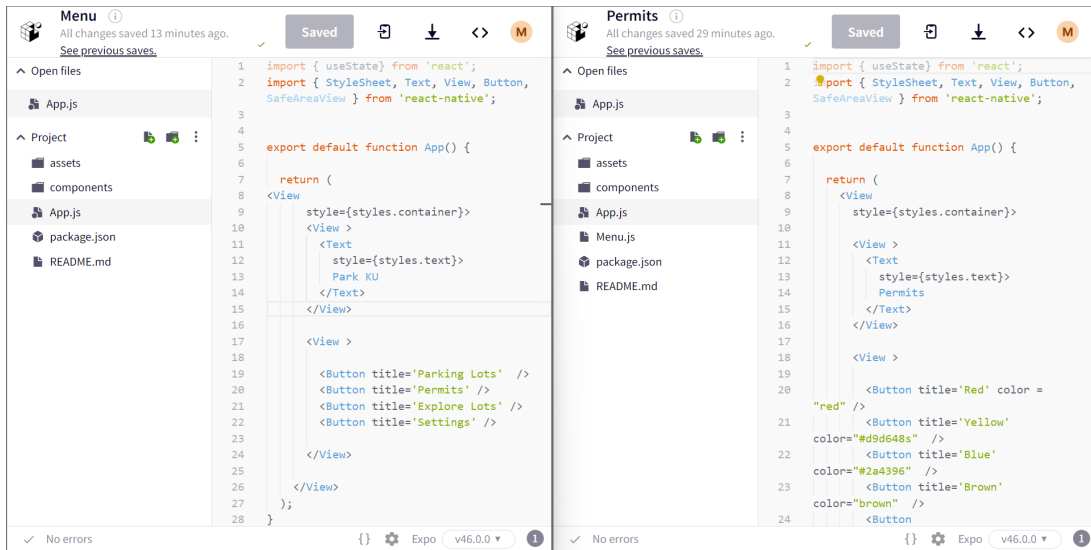 Menu
All changes saved 13 minutes ago.
See previous saves.
Saved
M
Open files
App.js
Project
assets
components
App.js
package.json
README.md
1 import { useState} from 'react';
2 import { StyleSheet, Text, View, Button,
SafeAreaView } from 'react-native';
3
4
5 export default function App() {
6
7 return (
8 <View
9 style={styles.container}>
10 <View >
11 <Text
12 style={styles.text}>
13 Park KU
14 </Text>
15 </View>
16
17 <View >
18
19 <Button title='Parking Lots' />
20 <Button title='Permits' />
21 <Button title='Explore Lots' />
22 <Button title='Settings' />
23
24 </View>
25
26 </View>
27 );
28 }
No errors
{}
Expo
v46.0.0
1
Permits
All changes saved 29 minutes ago.
See previous saves.
Saved
M
Open files
App.js
Project
assets
components
App.js
Menu.js
package.json
README.md
1 import { useState} from 'react';
2 import { StyleSheet, Text, View, Button,
SafeAreaView } from 'react-native';
3
4
5 export default function App() {
6
7 return (
8 <View
9 style={styles.container}>
10
11 <View >
12 <Text
13 style={styles.text}>
14 Permits
15 </Text>
16 </View>
17
18 <View >
19
20 <Button title='Red' color =
"red" />
21 <Button title='Yellow'
color="#d9d648s" />
22 <Button title='Blue'
color="#2a4396" />
23 <Button title='Brown'
color="brown" />
24 <Button
No errors
{}
Expo
v46.0.0
1